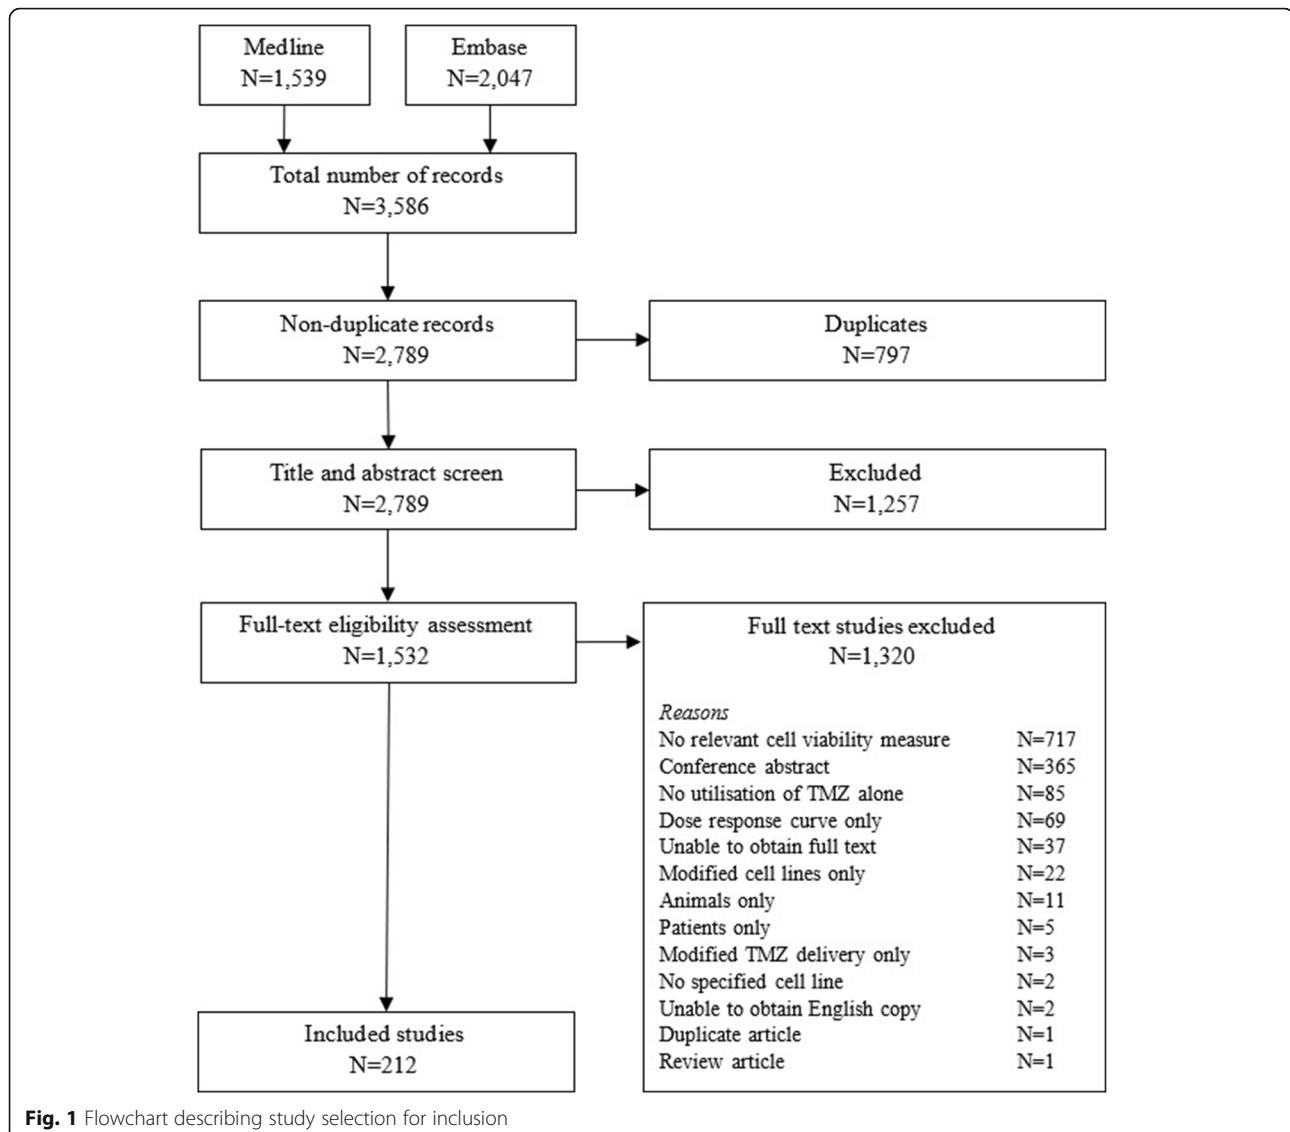 Medline
N=1,539
Embase
N=2,047
Total number of records
N=3,586
Non-duplicate records
N=2,789
Duplicates
N=797
Title and abstract screen
N=2,789
Excluded
N=1,257
Full-text eligibility assessment
N=1,532
Full text studies excluded
N=1,320
Reasons
No relevant cell viability measure N=717
Conference abstract N=365
No utilisation of TMZ alone N=85
Dose response curve only N=69
Unable to obtain full text N=37
Modified cell lines only N=22
Animals only N=11
Patients only N=5
Modified TMZ delivery only N=3
No specified cell line N=2
Unable to obtain English copy N=2
Duplicate article N=1
Review article N=1
Included studies
N=212
Fig. 1 Flowchart describing study selection for inclusion